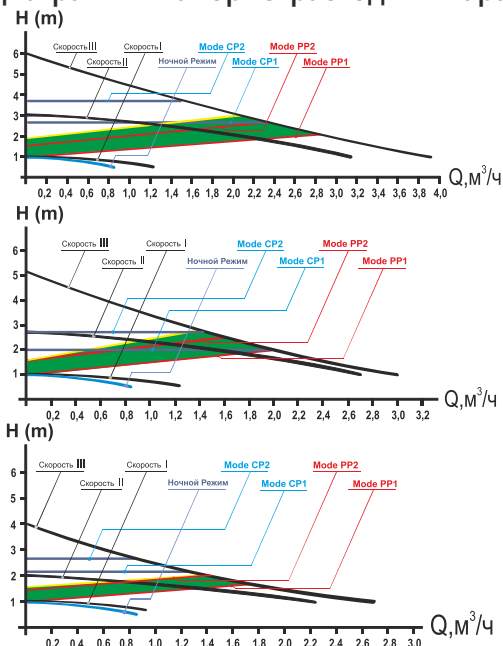 H (m)
Скорость III
Скорость I
Mode CP2
Mode PP2
Скорость II
Ночной Режим
Mode CP1
Mode PP1
6
5
4
3
2
1
0,2 0,4 0,6 0,8 1,0 1,2 1,4 1,6 1,8 2,0 2,2 2,4 2,6 2,8 3,0 3,2 3,4 3,6 3,8 4,0
Q,м³/ч
H (m)
Скорость III
Скорость I
Mode CP2
Mode PP2
Скорость II
Ночной Режим
Mode CP1
Mode PP1
6
5
4
3
2
1
0,2 0,4 0,6 0,8 1,0 1,2 1,4 1,6 1,8 2,0 2,2 2,4 2,6 2,8 3,0 3,2
Q,м³/ч
H (m)
Скорость III
Скорость I
Mode CP2
Mode PP2
Скорость II
Ночной Режим
Mode CP1
Mode PP1
6
5
4
3
2
1
0,2 0,4 0,6 0,8 1,0 1,2 1,4 1,6 1,8 2,0 2,2 2,4 2,6 2,8 3,0
Q,м³/ч